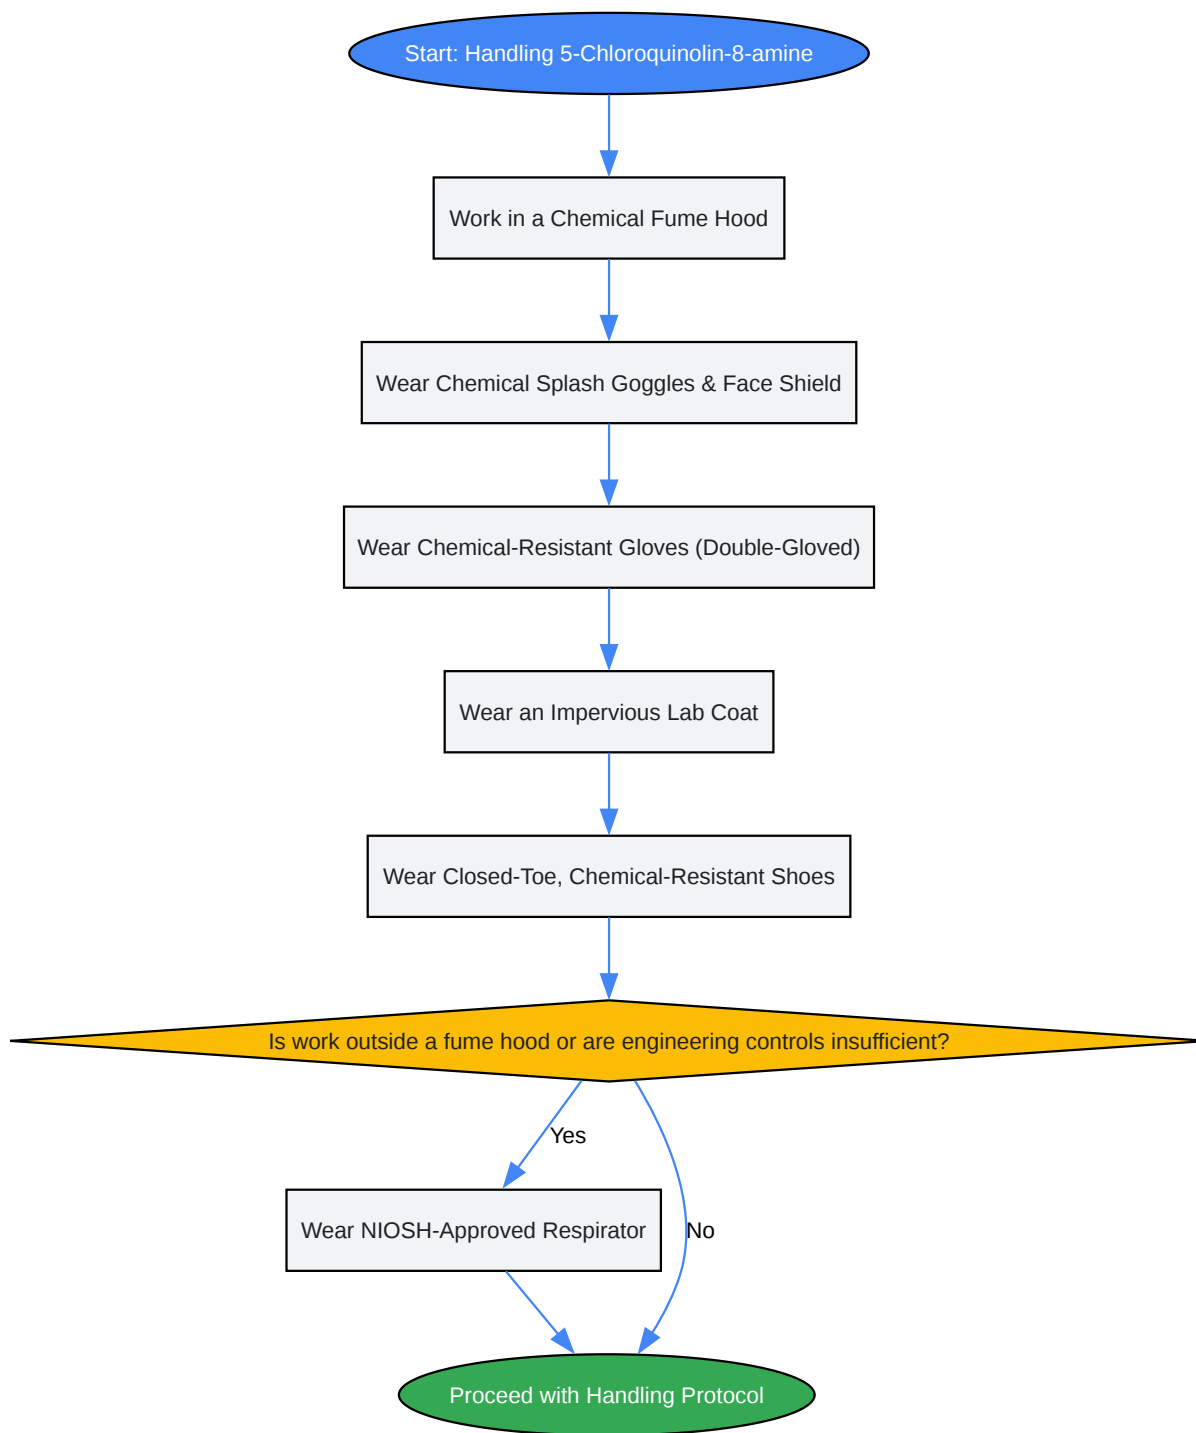 Start: Handling 5-Chloroquinolin-8-amine
Work in a Chemical Fume Hood
Wear Chemical Splash Goggles & Face Shield
Wear Chemical-Resistant Gloves (Double-Gloved)
Wear an Impervious Lab Coat
Wear Closed-Toe, Chemical-Resistant Shoes
Is work outside a fume hood or are engineering controls insufficient?
Yes
Wear NIOSH-Approved Respirator
No
Proceed with Handling Protocol